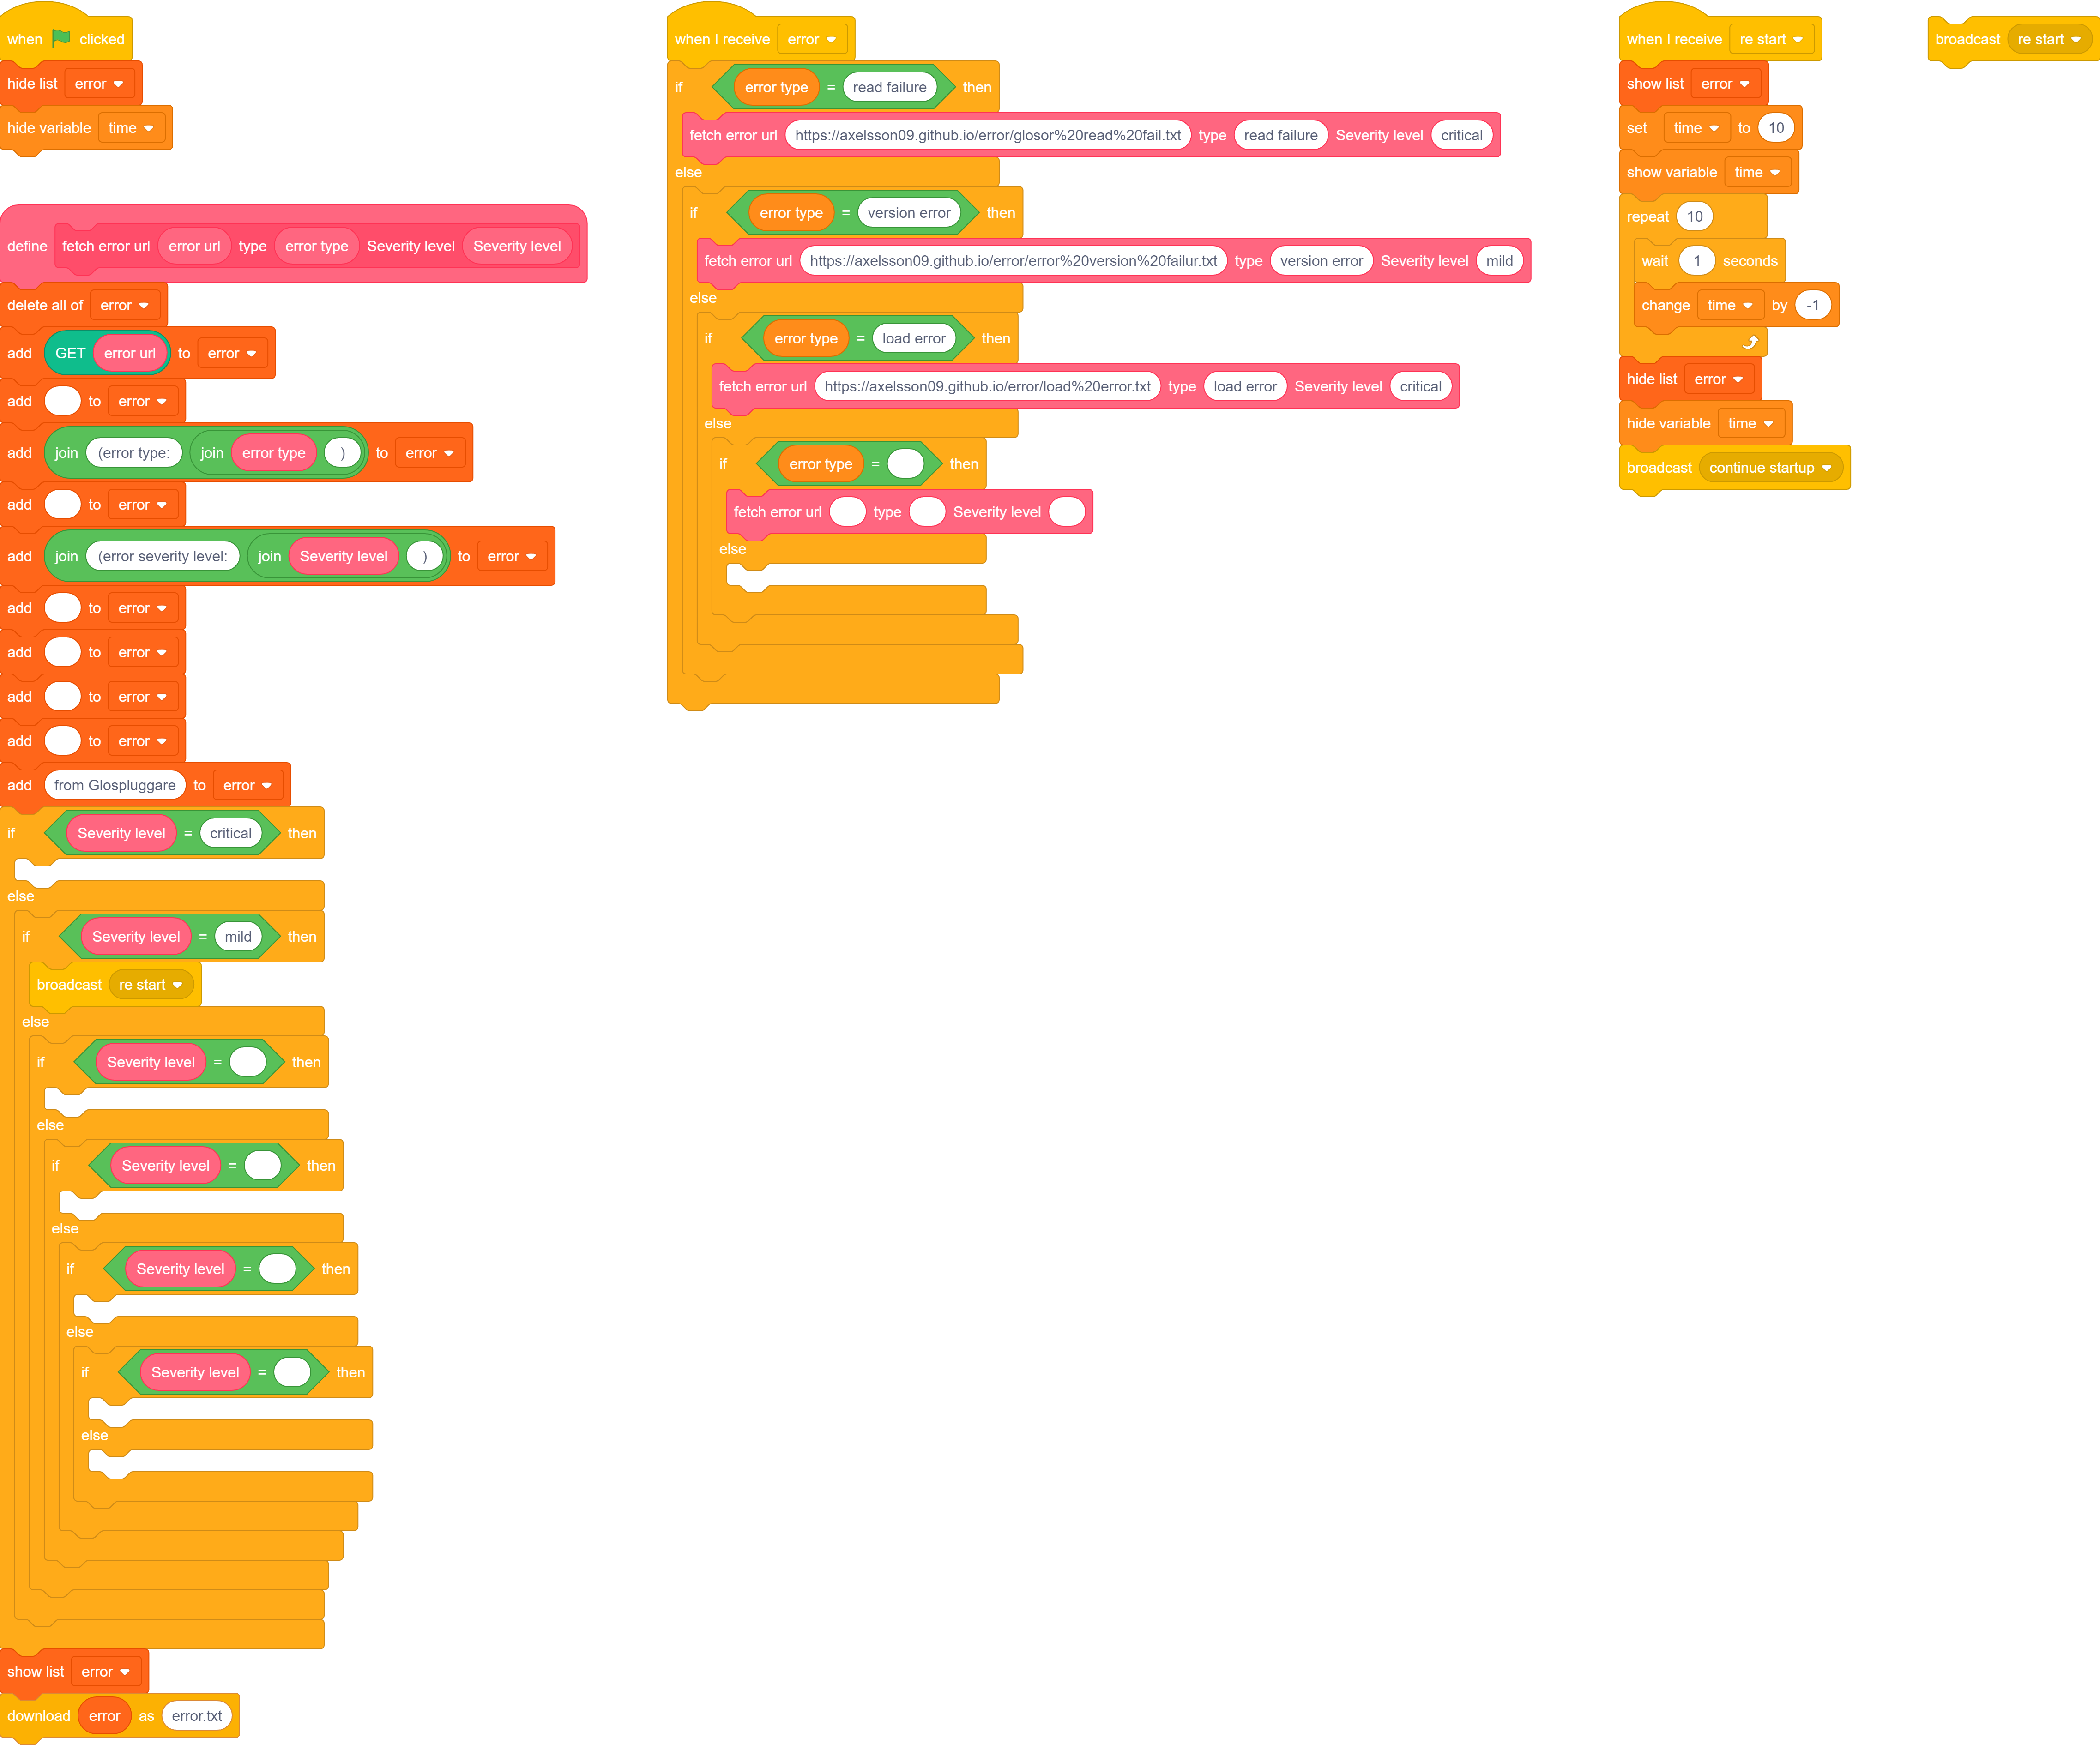 when clicked
hide list error
hide variable time
define fetch error url error url type error type Severity level Severity level
delete all of error
add GET error url to error
add to error
add join (error type: join error type ) to error
add to error
add join (error severity level: join Severity level ) to error
add to error
add to error
add to error
add to error
add from Glospluggare to error
if Severity level = critical then
else
if Severity level = mild then
broadcast re start
else
if Severity level = then
else
if Severity level = then
else
if Severity level = then
else
if Severity level = then
else
show list error
download error as error.txt
when I receive error
if error type = read failure then
fetch error url https://axelsson09.github.io/error/glosor%20read%20fail.txt type read failure Severity level critical
else
if error type = version error then
fetch error url https://axelsson09.github.io/error/error%20version%20failur.txt type version error Severity level mild
else
if error type = load error then
fetch error url https://axelsson09.github.io/error/load%20error.txt type load error Severity level critical
else
if error type = then
fetch error url type Severity level
else
when I receive re start
show list error
set time to 10
show variable time
repeat 10
wait 1 seconds
change time by -1
hide list error
hide variable time
broadcast continue startup
broadcast re start